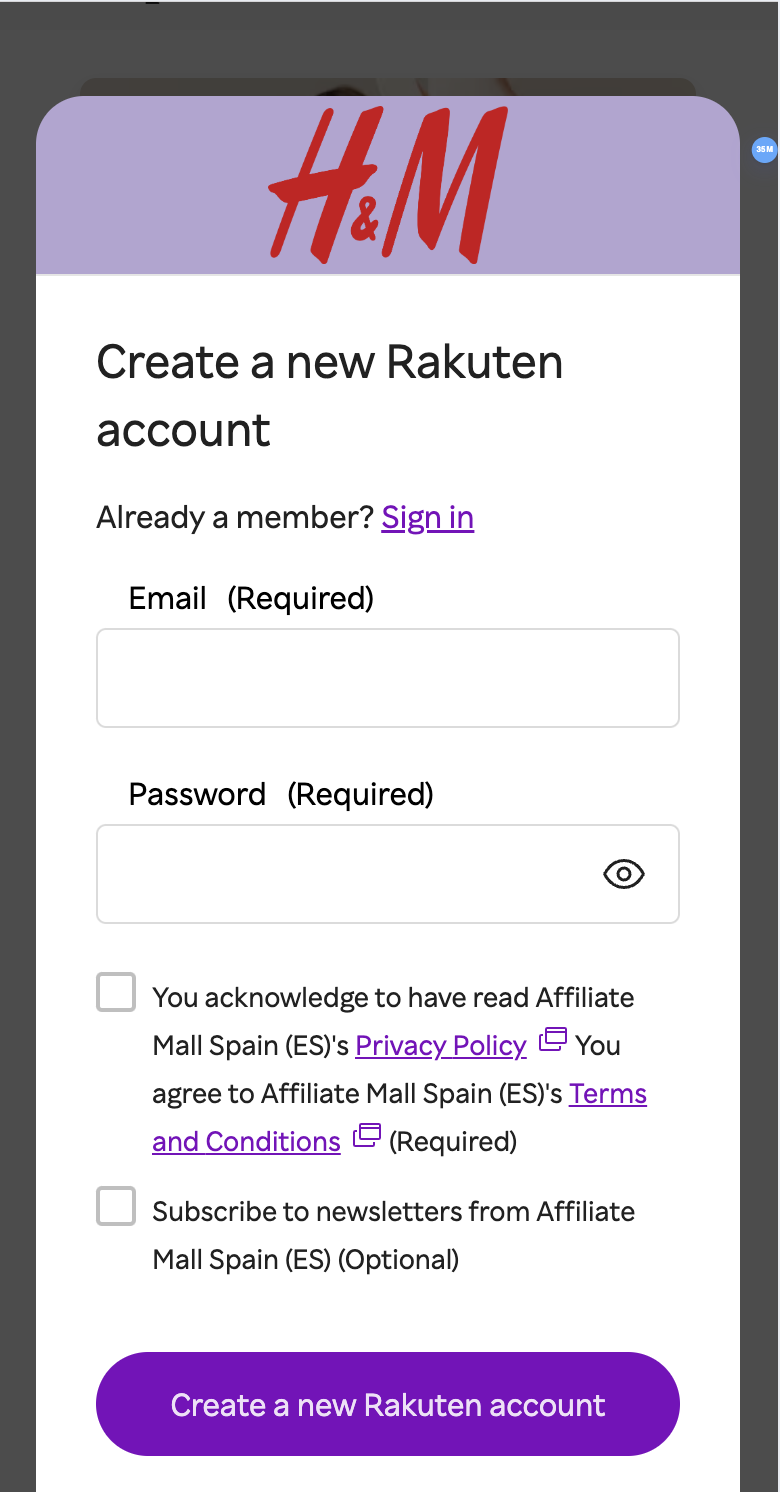 H&M
35M
Create a new Rakuten
account
Already a member? Sign in
Email (Required)
Password (Required)
You acknowledge to have read Affiliate
Mall Spain (ES)'s Privacy Policy You
agree to Affiliate Mall Spain (ES)'s Terms
and Conditions (Required)
Subscribe to newsletters from Affiliate
Mall Spain (ES) (Optional)
Create a new Rakuten account